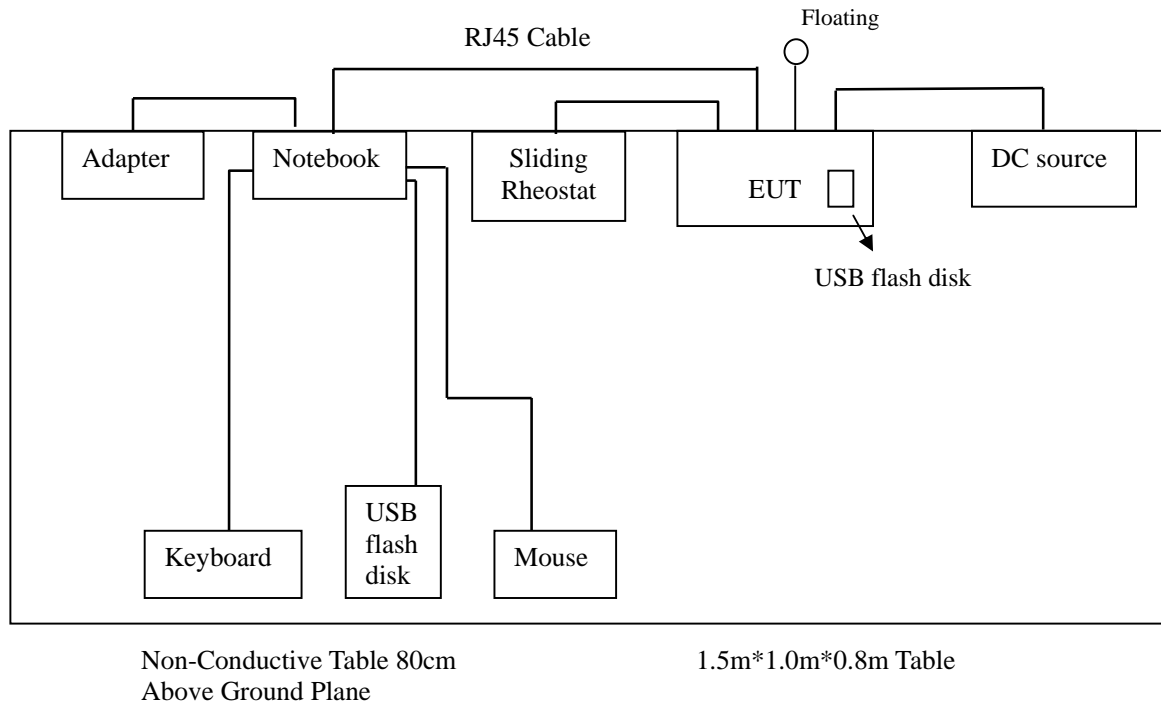 Floating
RJ45 Cable
Adapter
Notebook
Sliding
Rheostat
EUT
DC source
USB flash disk
USB
flash
disk
Keyboard
Mouse
Non-Conductive Table 80cm
Above Ground Plane
1.5m*1.0m*0.8m Table